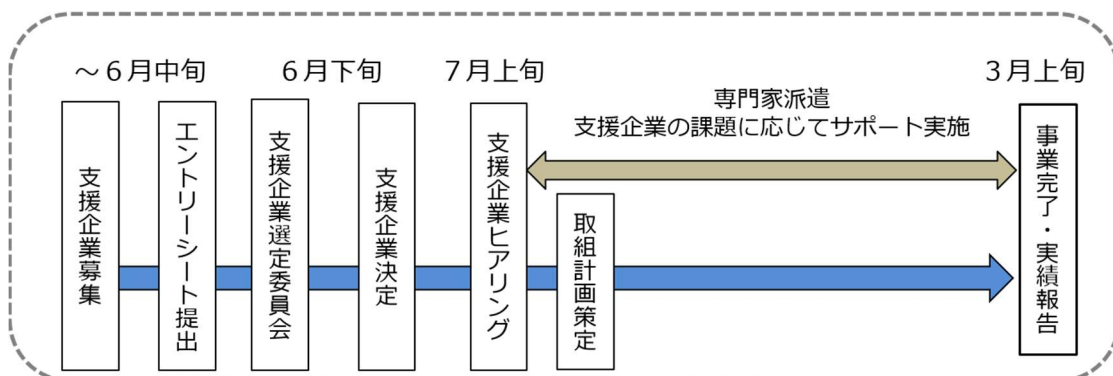 ～６月中旬
６月下旬
７月上旬
３月上旬
専門家派遣
支援企業の課題に応じてサポート実施
支援企業募集
エントリーシート提出
支援企業選定委員会
支援企業決定
支援企業ヒアリング
取組計画策定
事業完了・実績報告